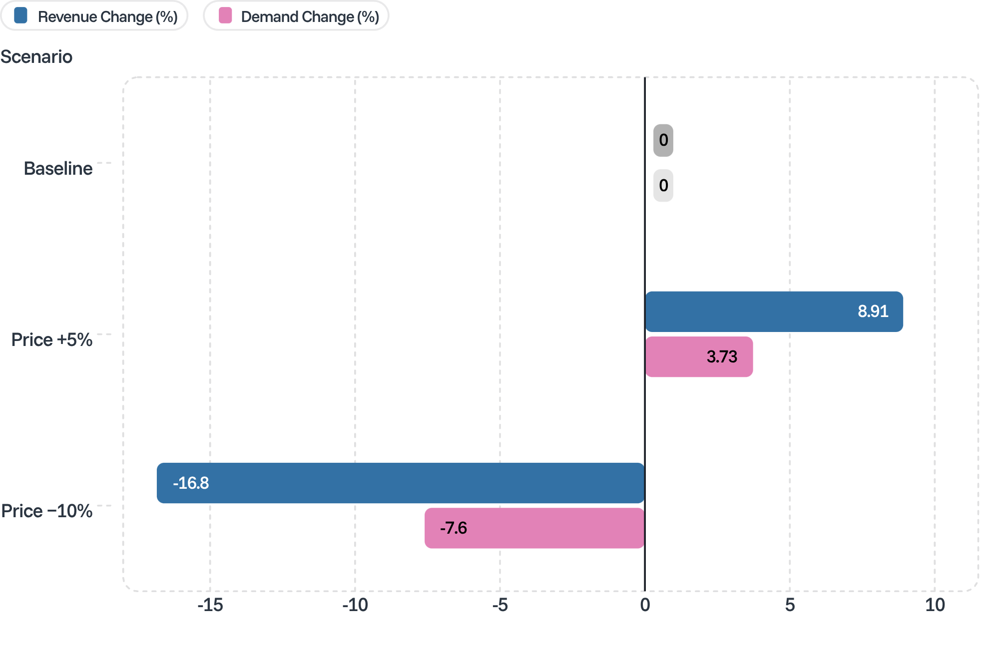 Revenue Change (%)
Demand Change (%)
Scenario
0
Baseline
0
8.91
Price +5%
3.73
-16.8
Price −10%
-7.6
-15 -10 -5 0 5 10